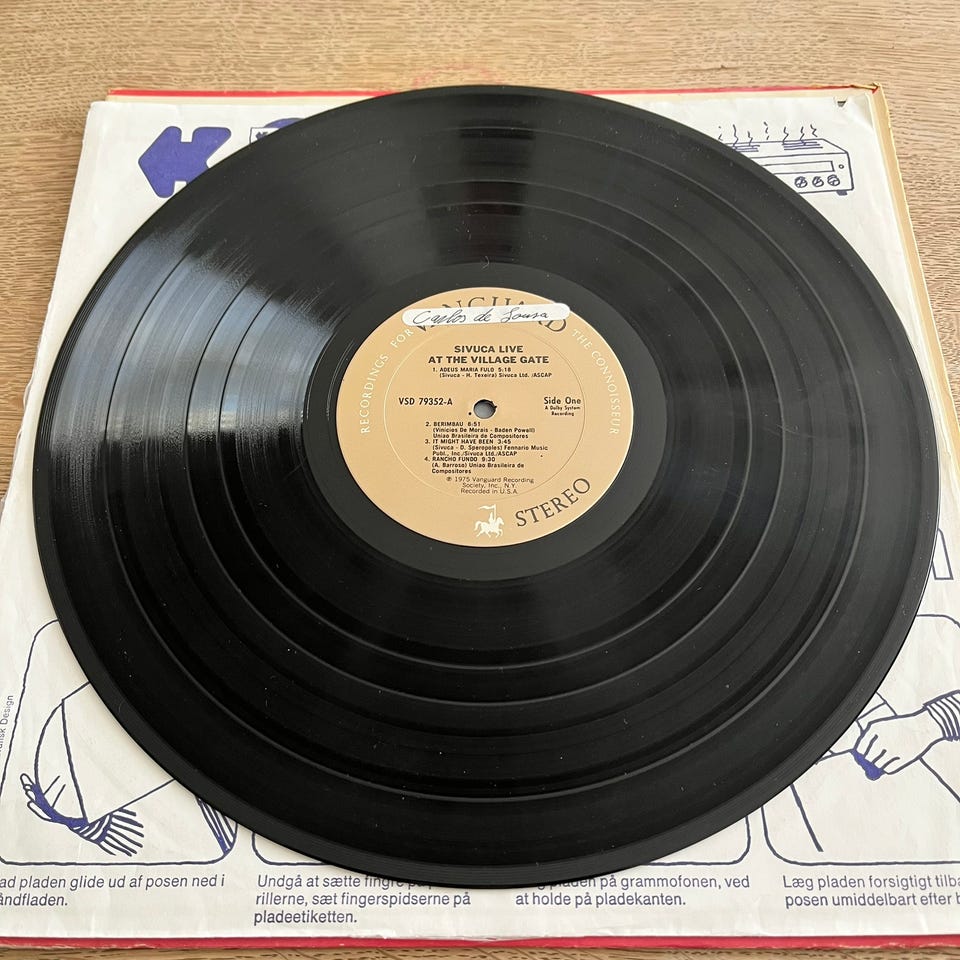 VANGUARD
Carlos de Sousa
RECORDINGS FOR THE CONNOISSEUR
SIVUCA LIVE
AT THE VILLAGE GATE
1. ADEUS MARIA FULO 5:18
(Sivuca - H. Texeira) Sivuca Ltd. /ASCAP
VSD 79352-A
Side One
A Dolby System
Recording
2. BERIMBAU 6:51
(Vinicios De Morais - Baden Powell)
Uniao Brasileira de Compositores
3. IT MIGHT HAVE BEEN 3:45
(Sivuca - D. Speropoles) Fennario Music
Publ., Inc./Sivuca Ltd./ASCAP
4. RANCHO FUNDO 9:30
(A. Barroso) Uniao Brasileira de
Compositores
℗ 1975 Vanguard Recording
Society, Inc., N.Y.
Recorded in U.S.A.
STEREO
Design
ad pladen glide ud af posen ned i
åndfladen.
Undgå at sætte fingre
rillerne, sæt fingerspidserne på
pladeetiketten.
pladen på grammofonen, ved
at holde på pladekanten.
Læg pladen forsigtigt tilba
posen umiddelbart efter b